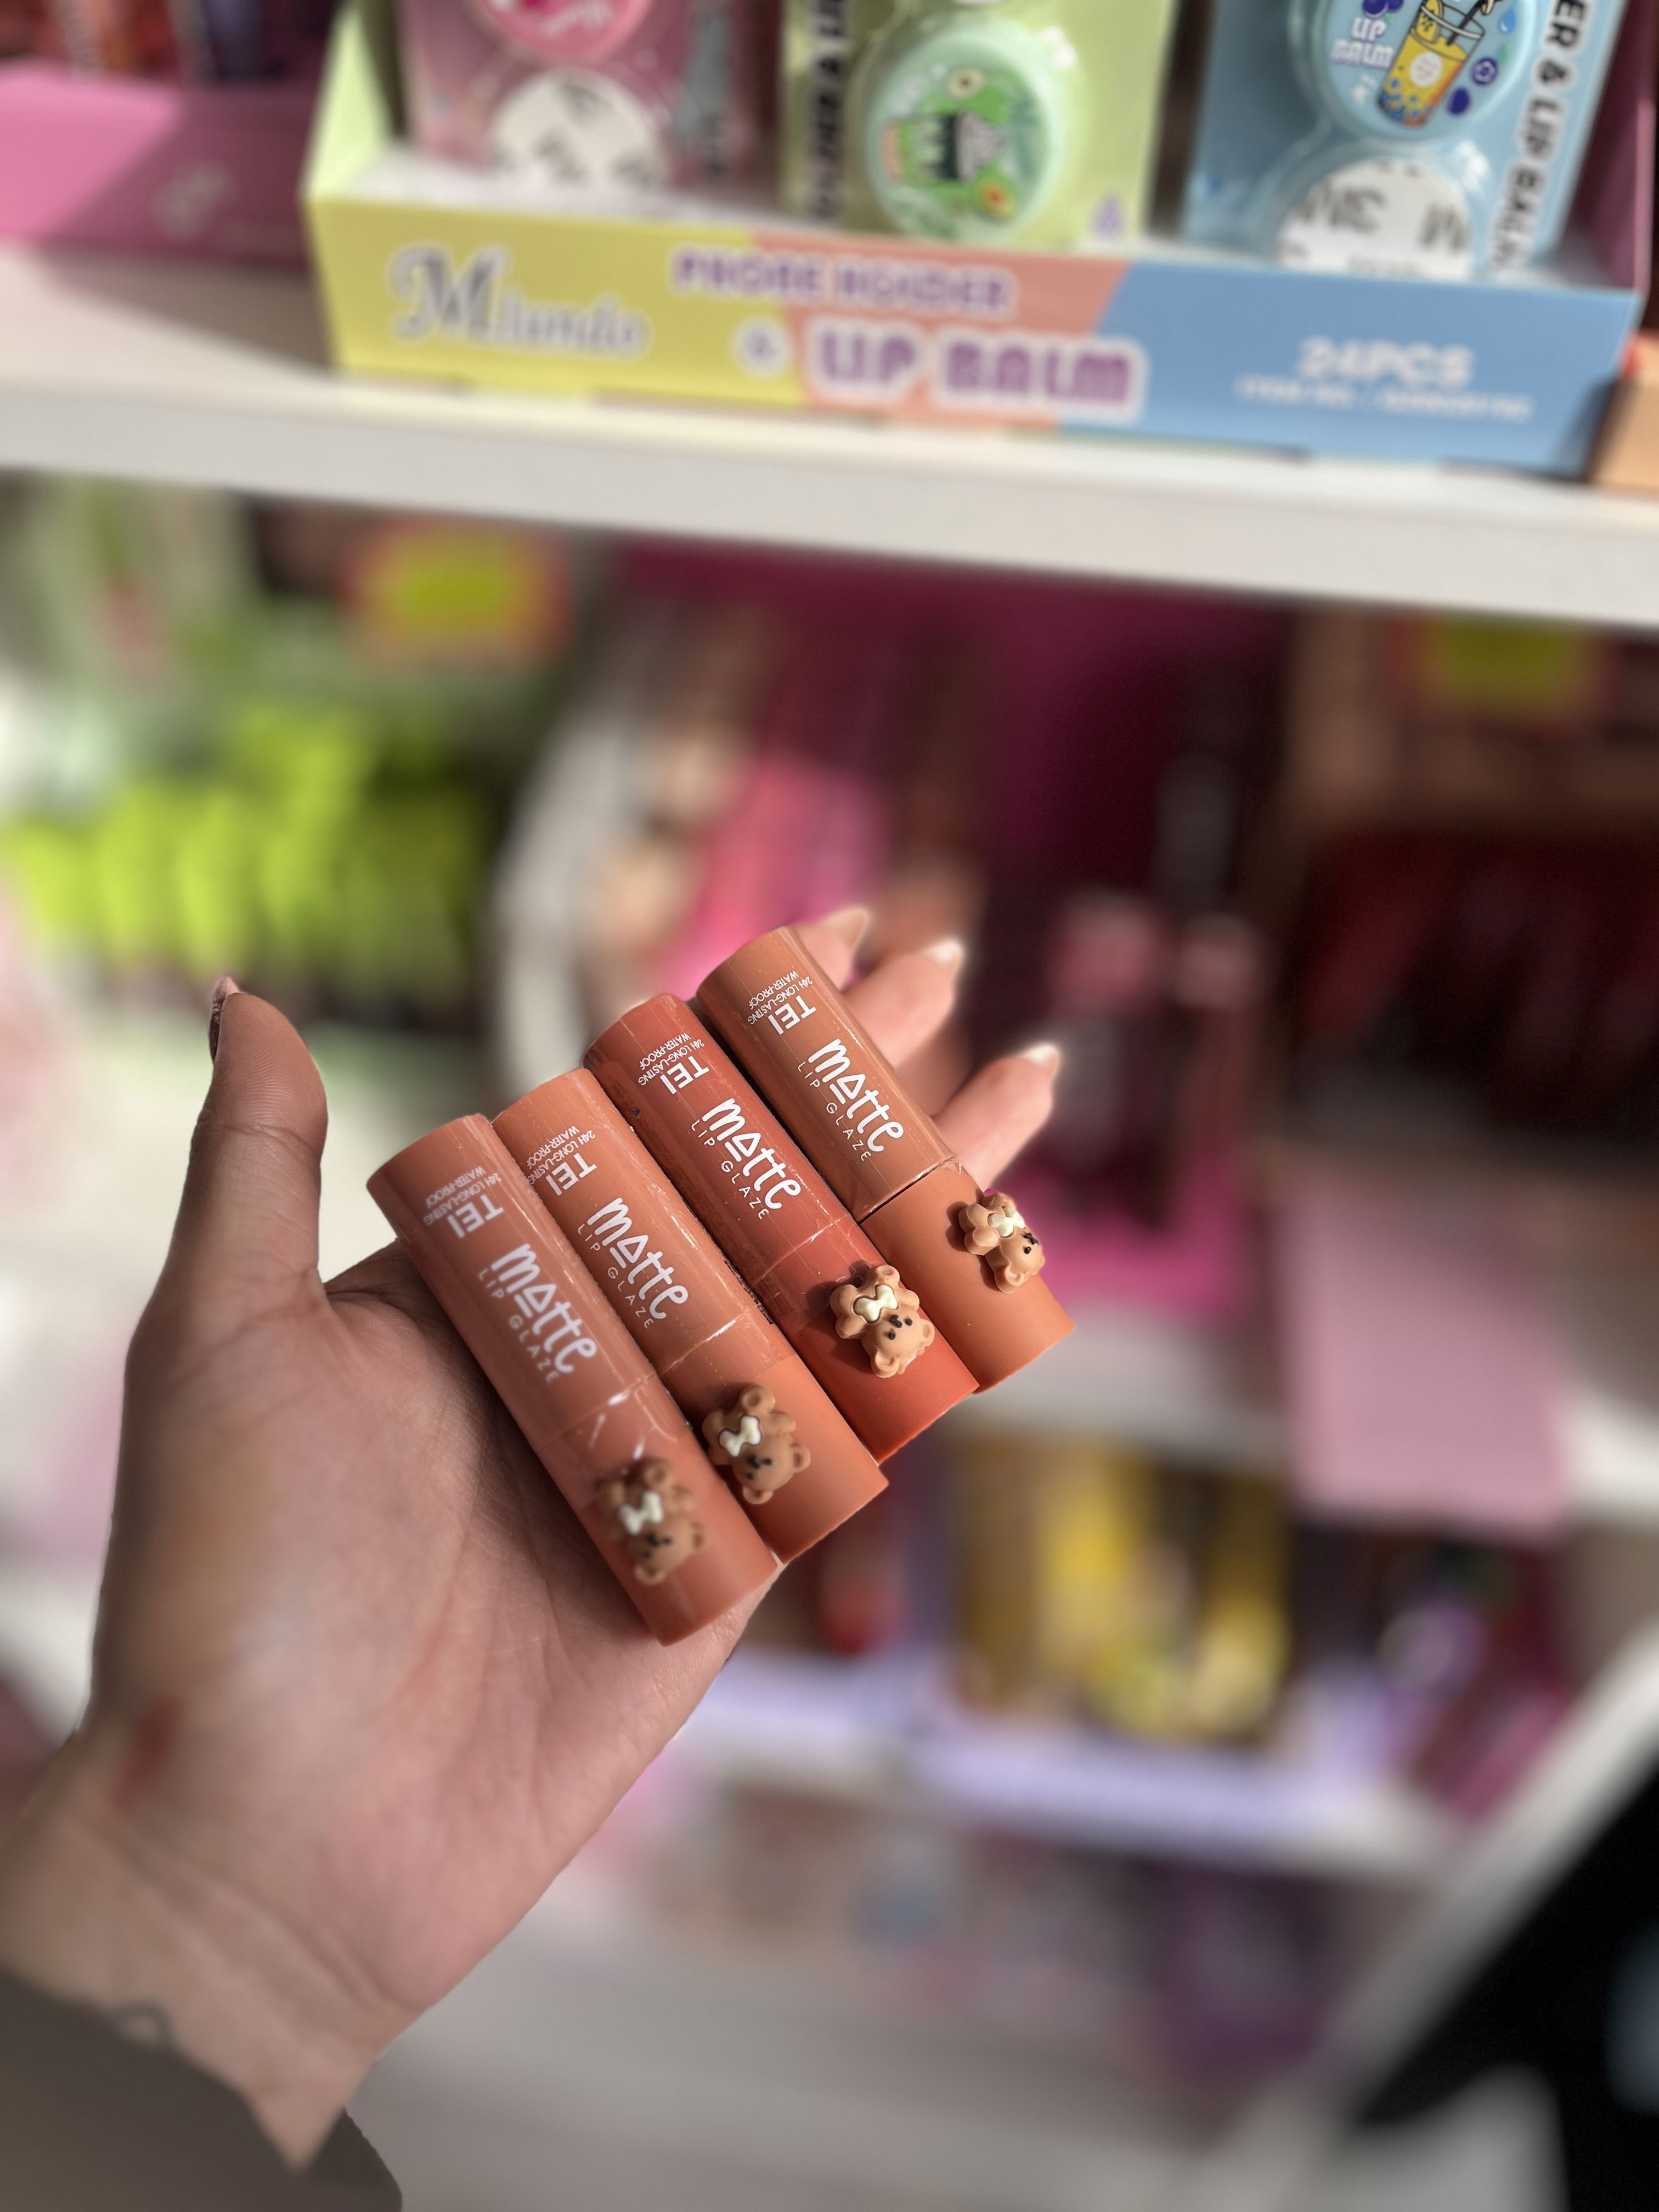 LIP
BALM
ER & LIP BALM
Miundo
PHONE HOLDER
& LIP BALM
24PCS
24H LONG-LASTING
WATER-PROOF
TEI
matte
LIP GLAZE
24H LONG-LASTING
WATER-PROOF
TEI
matte
LIP GLAZE
24H LONG-LASTING
WATER-PROOF
TEI
matte
LIP GLAZE
24H LONG-LASTING
WATER-PROOF
TEI
matte
LIP GLAZE